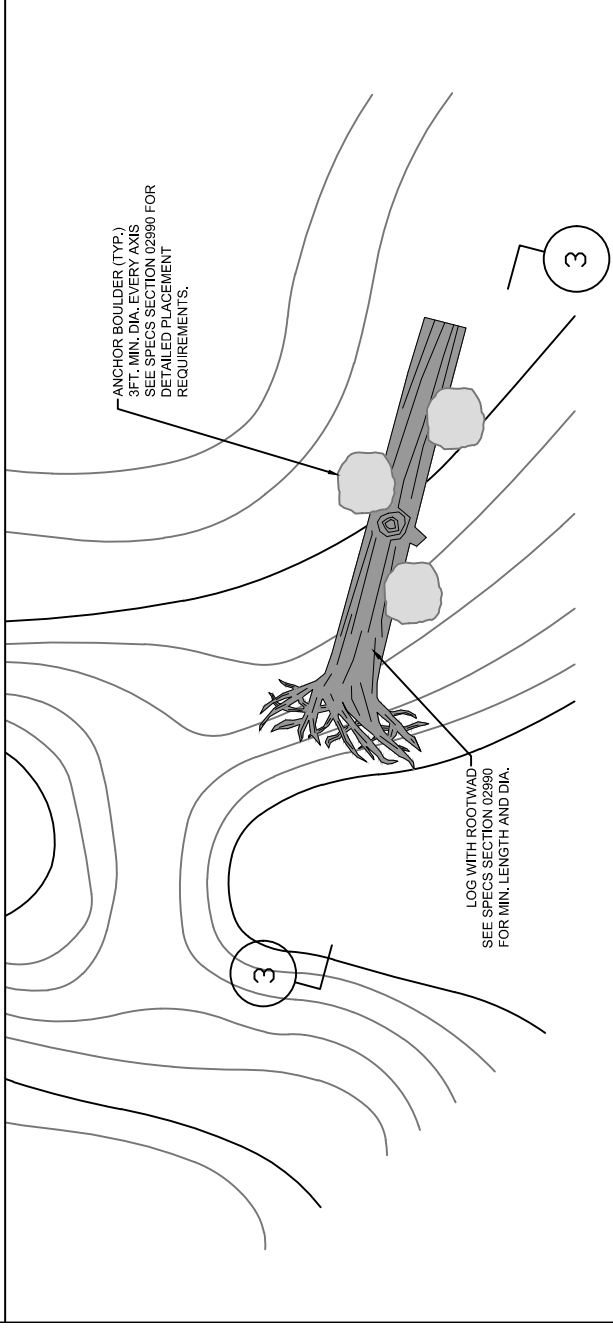 ANCHOR BOULDER (TYP.)
3FT. MIN. DIA. EVERY AXIS
SEE SPECS SECTION 02990 FOR
DETAILED PLACEMENT
REQUIREMENTS.
3
LOG WITH ROOTWAD
SEE SPECS SECTION 02990
FOR MIN. LENGTH AND DIA.
3